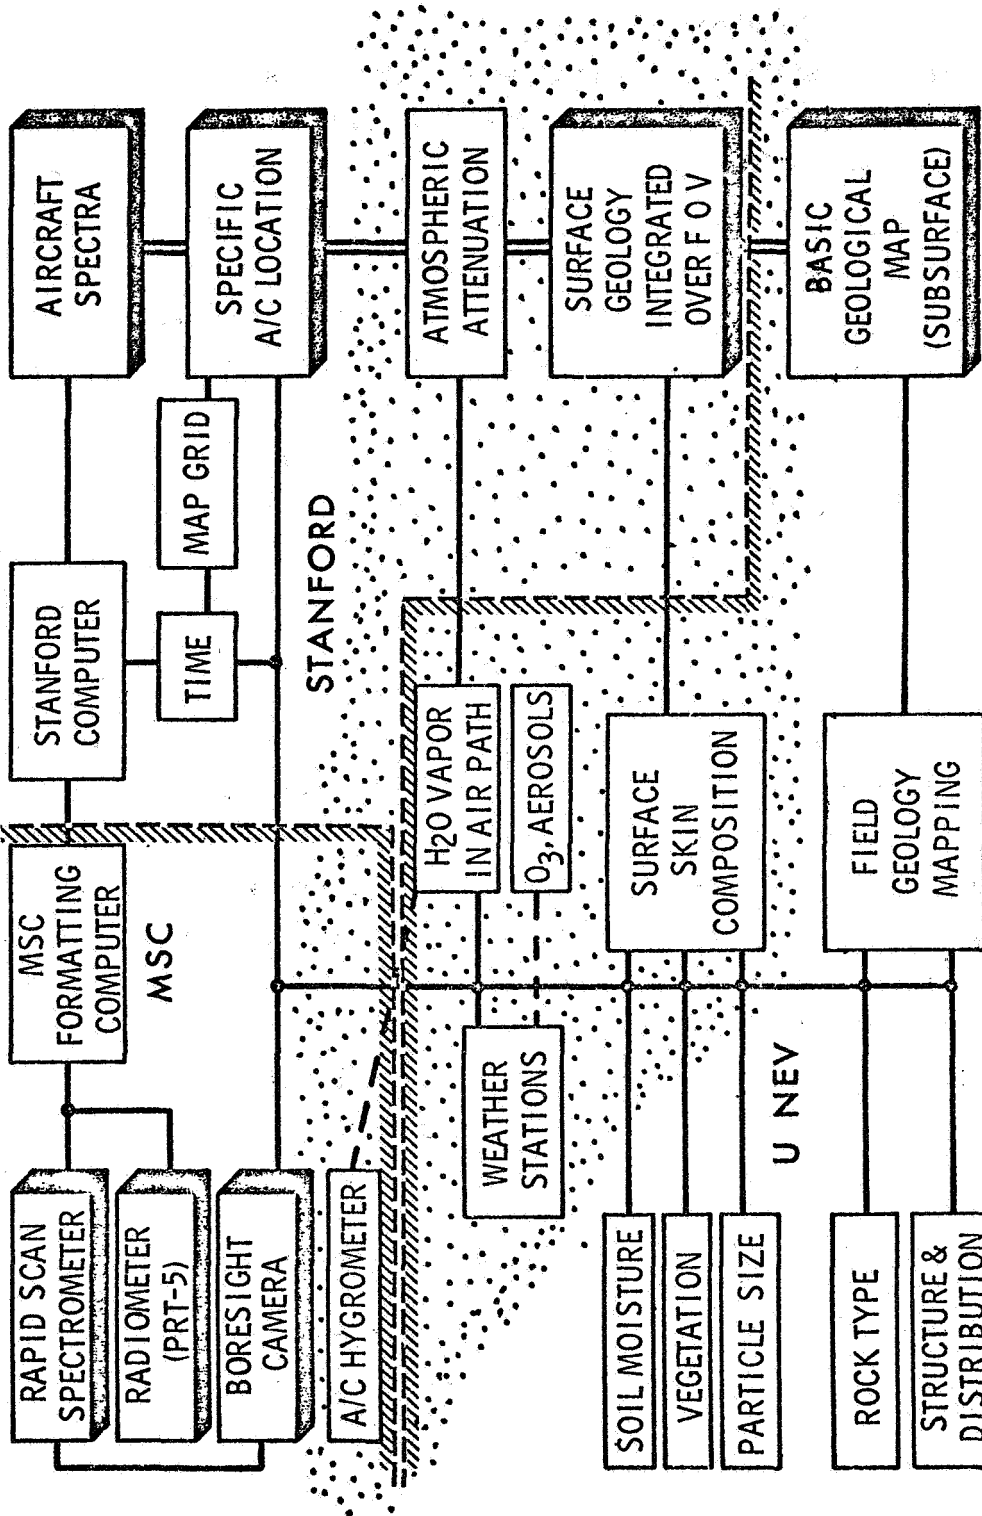 RAPID SCAN
SPECTROMETER
RADIOMETER
(PRT-5)
BORESIGHT
CAMERA
A/C HYGROMETER
MSC
FORMATTING
COMPUTER
MSC
STANFORD
COMPUTER
TIME
MAP GRID
STANFORD
AIRCRAFT
SPECTRA
SPECIFIC
A/C LOCATION
WEATHER
STATIONS
H2O VAPOR
IN AIR PATH
O3, AEROSOLS
ATMOSPHERIC
ATTENUATION
SOIL MOISTURE
VEGETATION
PARTICLE SIZE
SURFACE
SKIN
COMPOSITION
SURFACE
GEOLOGY
INTEGRATED
OVER F O V
U NEV
ROCK TYPE
STRUCTURE &
DISTRIBUTION
FIELD
GEOLOGY
MAPPING
BASIC
GEOLOGICAL
MAP
(SUBSURFACE)